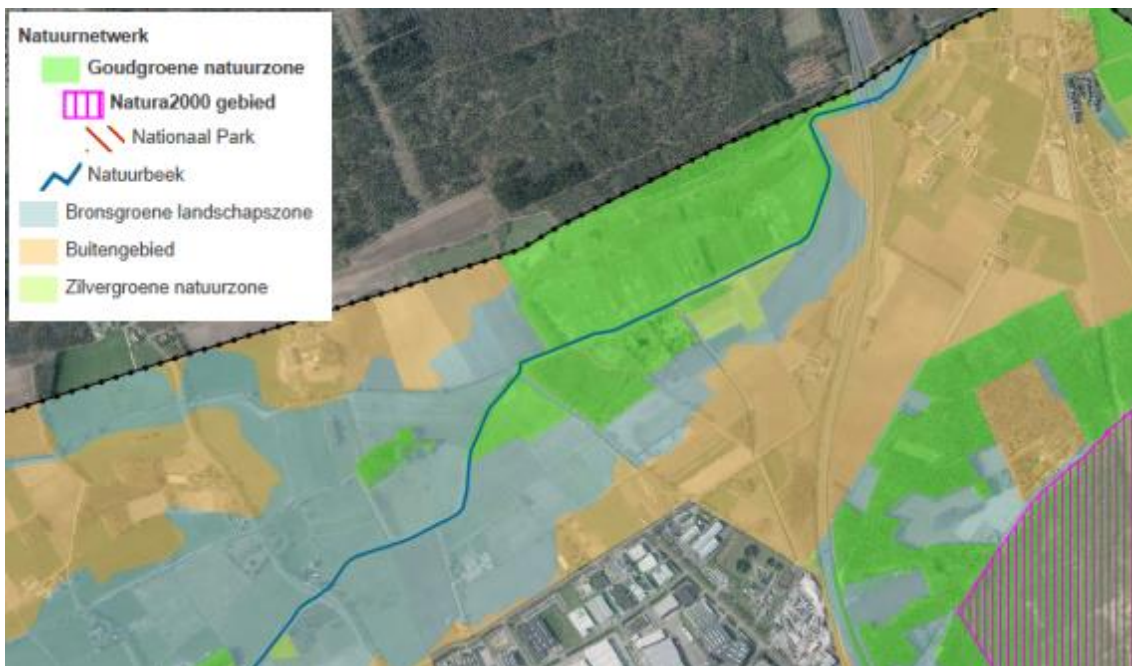 Natuurnetwerk
Goudgroene natuurzone
Natura2000 gebied
Nationaal Park
Natuurbeek
Bronsgroene landschapszone
Buitengebied
Zilvergroene natuurzone